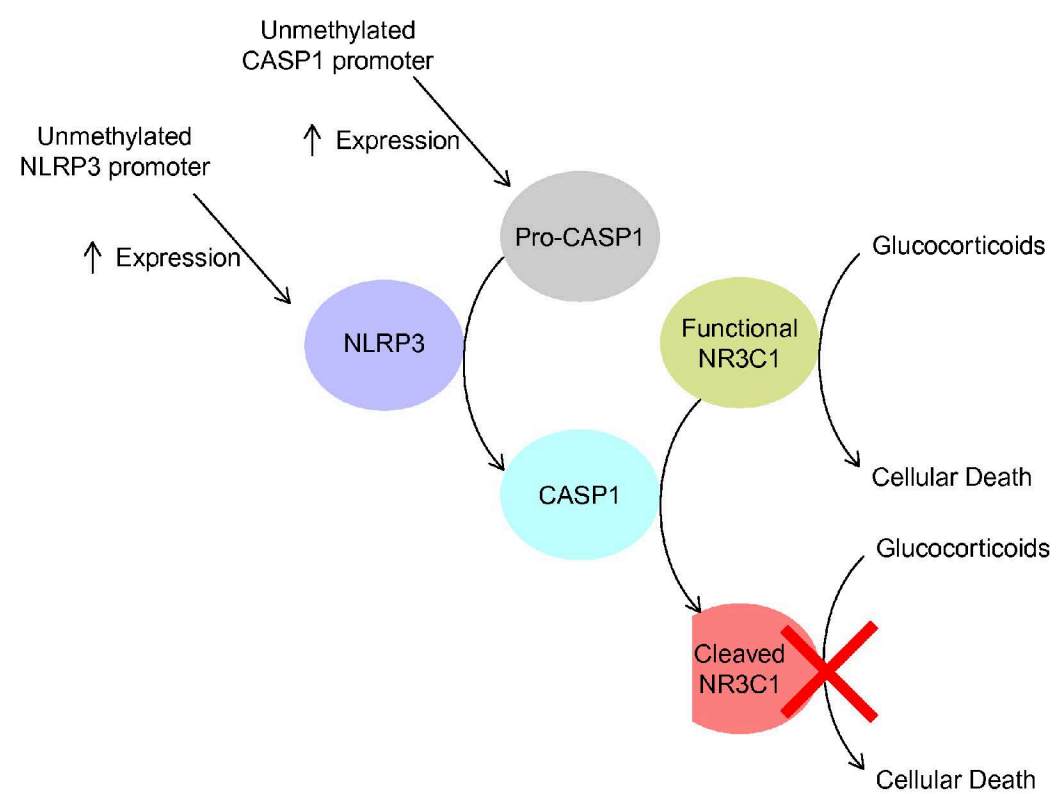 Unmethylated
CASP1 promoter
↑ Expression
Unmethylated
NLRP3 promoter
↑ Expression
Pro-CASP1
NLRP3
Functional
NR3C1
Glucocorticoids
Cellular Death
CASP1
Glucocorticoids
Cleaved
NR3C1
Cellular Death